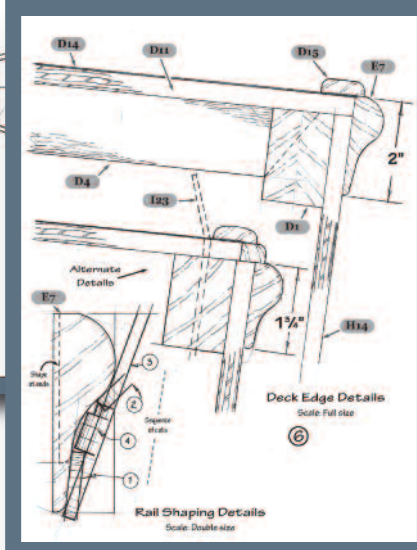 D14
D11
D15
E7
2"
D4
I23
D1
Alternate
Details
E7
1¾"
H14
3
2
4
1
Deck Edge Details
Scale: Full size
6
Rail Shaping Details
Scale: Double size